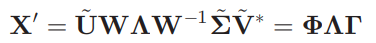 X′ = ŨWΛW⁻¹Σ̃Ṽ* = ΦΛΓ